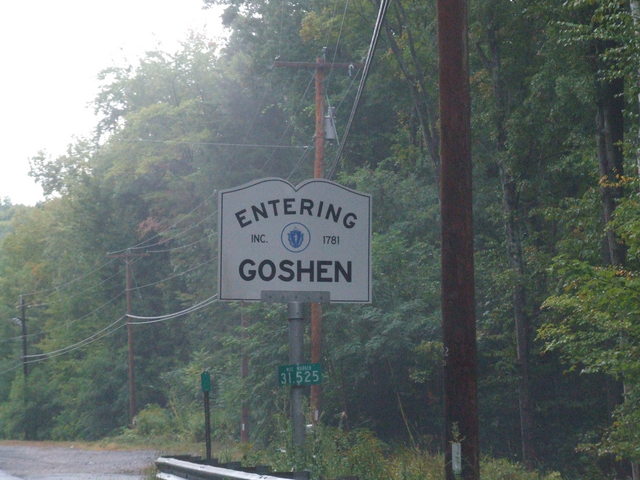 ENTERING
INC. 1781
GOSHEN
31.525